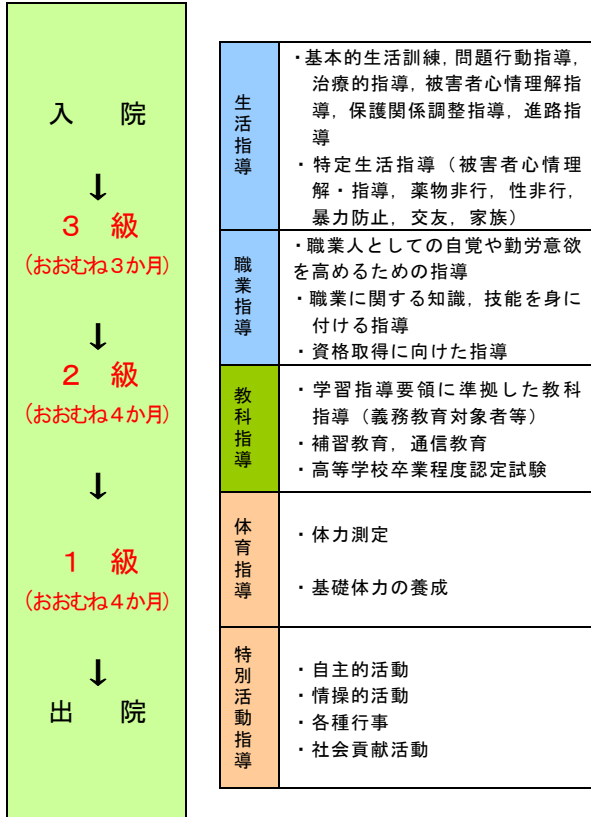 入　院
↓
３　級
（おおむね３か月）
↓
２　級
（おおむね４か月）
↓
１　級
（おおむね４か月）
↓
出　院
生活指導
・基本的生活訓練，問題行動指導，
治療的指導，被害者心情理解指
導，保護関係調整指導，進路指
導
・特定生活指導（被害者心情理
解・指導，薬物非行，性非行，
暴力防止，交友，家族）
職業指導
・職業人としての自覚や勤労意欲
を高めるための指導
・職業に関する知識，技能を身に
付ける指導
・資格取得に向けた指導
教科指導
・学習指導要領に準拠した教科
指導（義務教育対象者等）
・補習教育，通信教育
・高等学校卒業程度認定試験
体育指導
・体力測定
・基礎体力の養成
特別活動指導
・自主的活動
・情操的活動
・各種行事
・社会貢献活動